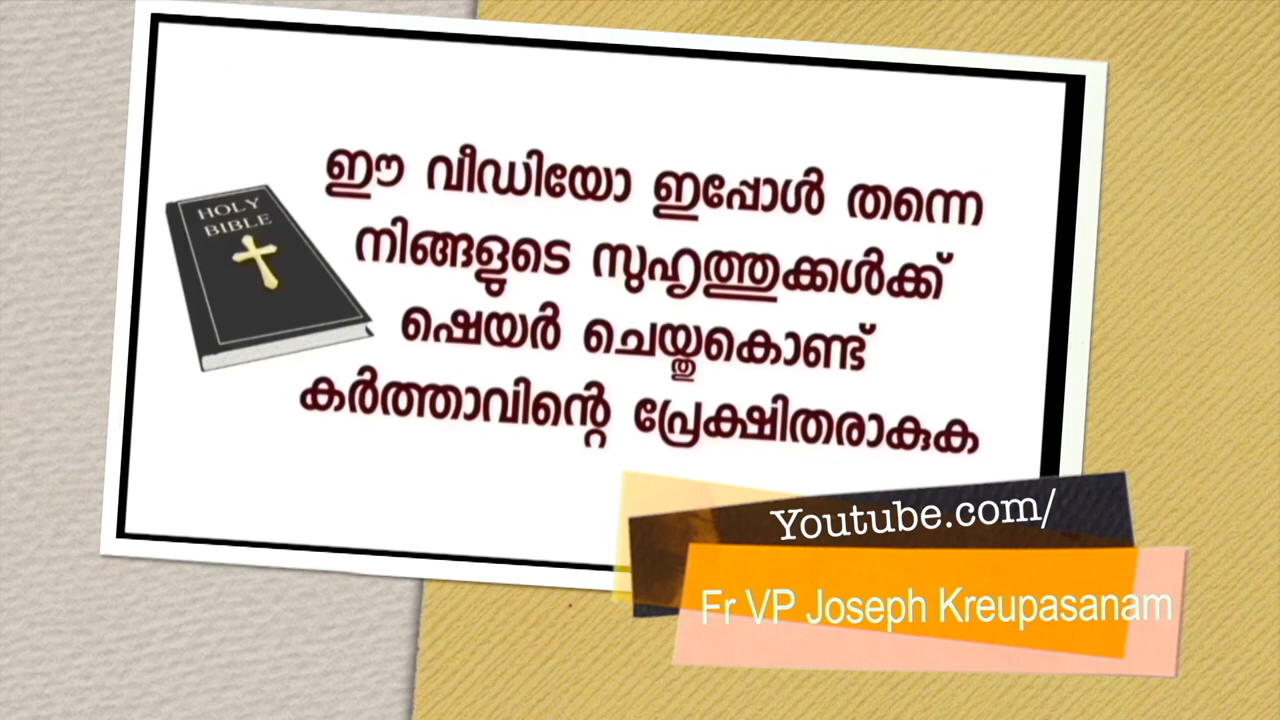 HOLY
BIBLE
ഈ വീഡിയോ ഇപ്പോൾ തന്നെ
നിങ്ങളുടെ സുഹൃത്തുക്കൾക്ക്
ഷെയർ ചെയ്തുകൊണ്ട്
കർത്താവിന്റെ പ്രേക്ഷിതരാകുക
Youtube.com/
Fr VP Joseph Kreupasanam